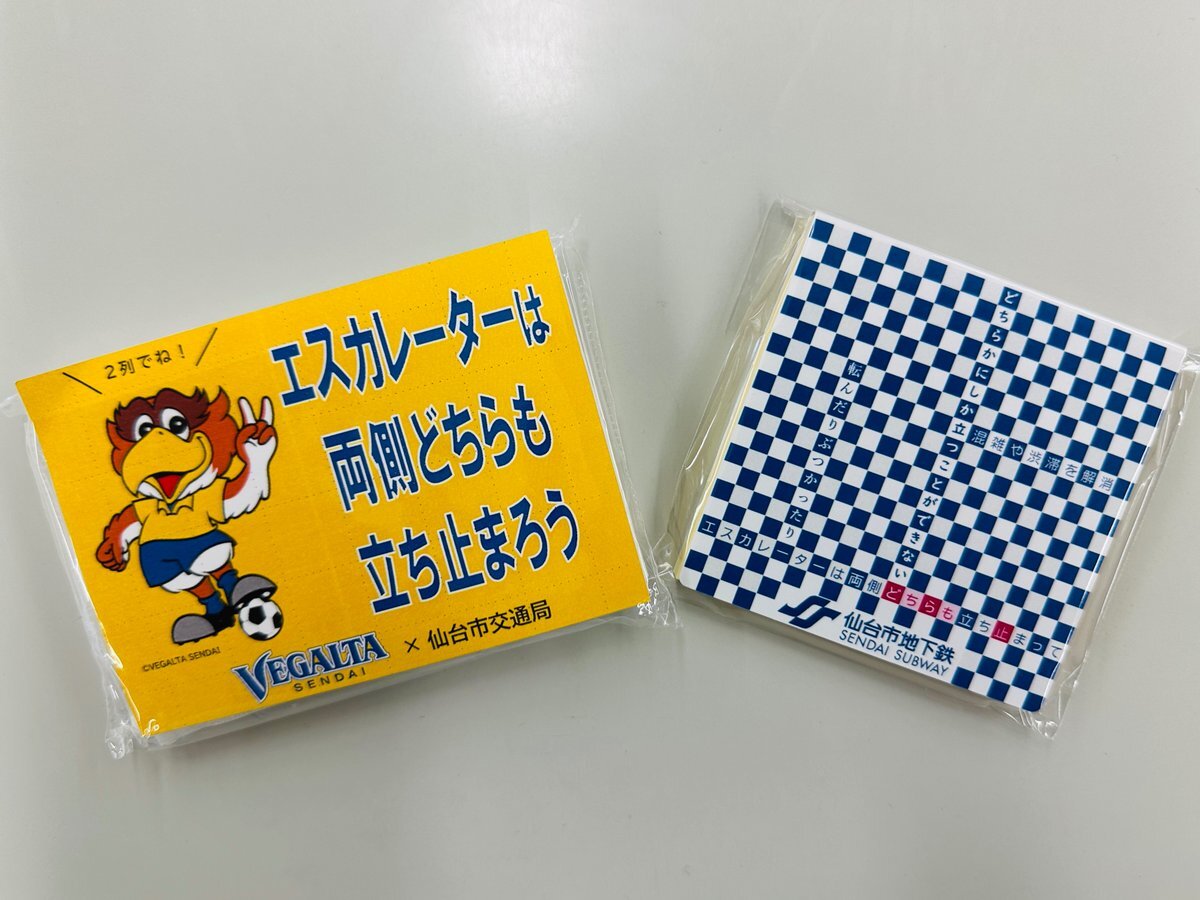 2列でね!
エスカレーターは
両側どちらも
立ち止まろう
©VEGALTA SENDAI
VEGALTA
SENDAI
× 仙台市交通局
どちらかにしか立つことができない
転んだりぶつかったり
混雑や渋滞を解消
エスカレーターは両側どちらも立ち止まって
仙台市地下鉄
SENDAI SUBWAY